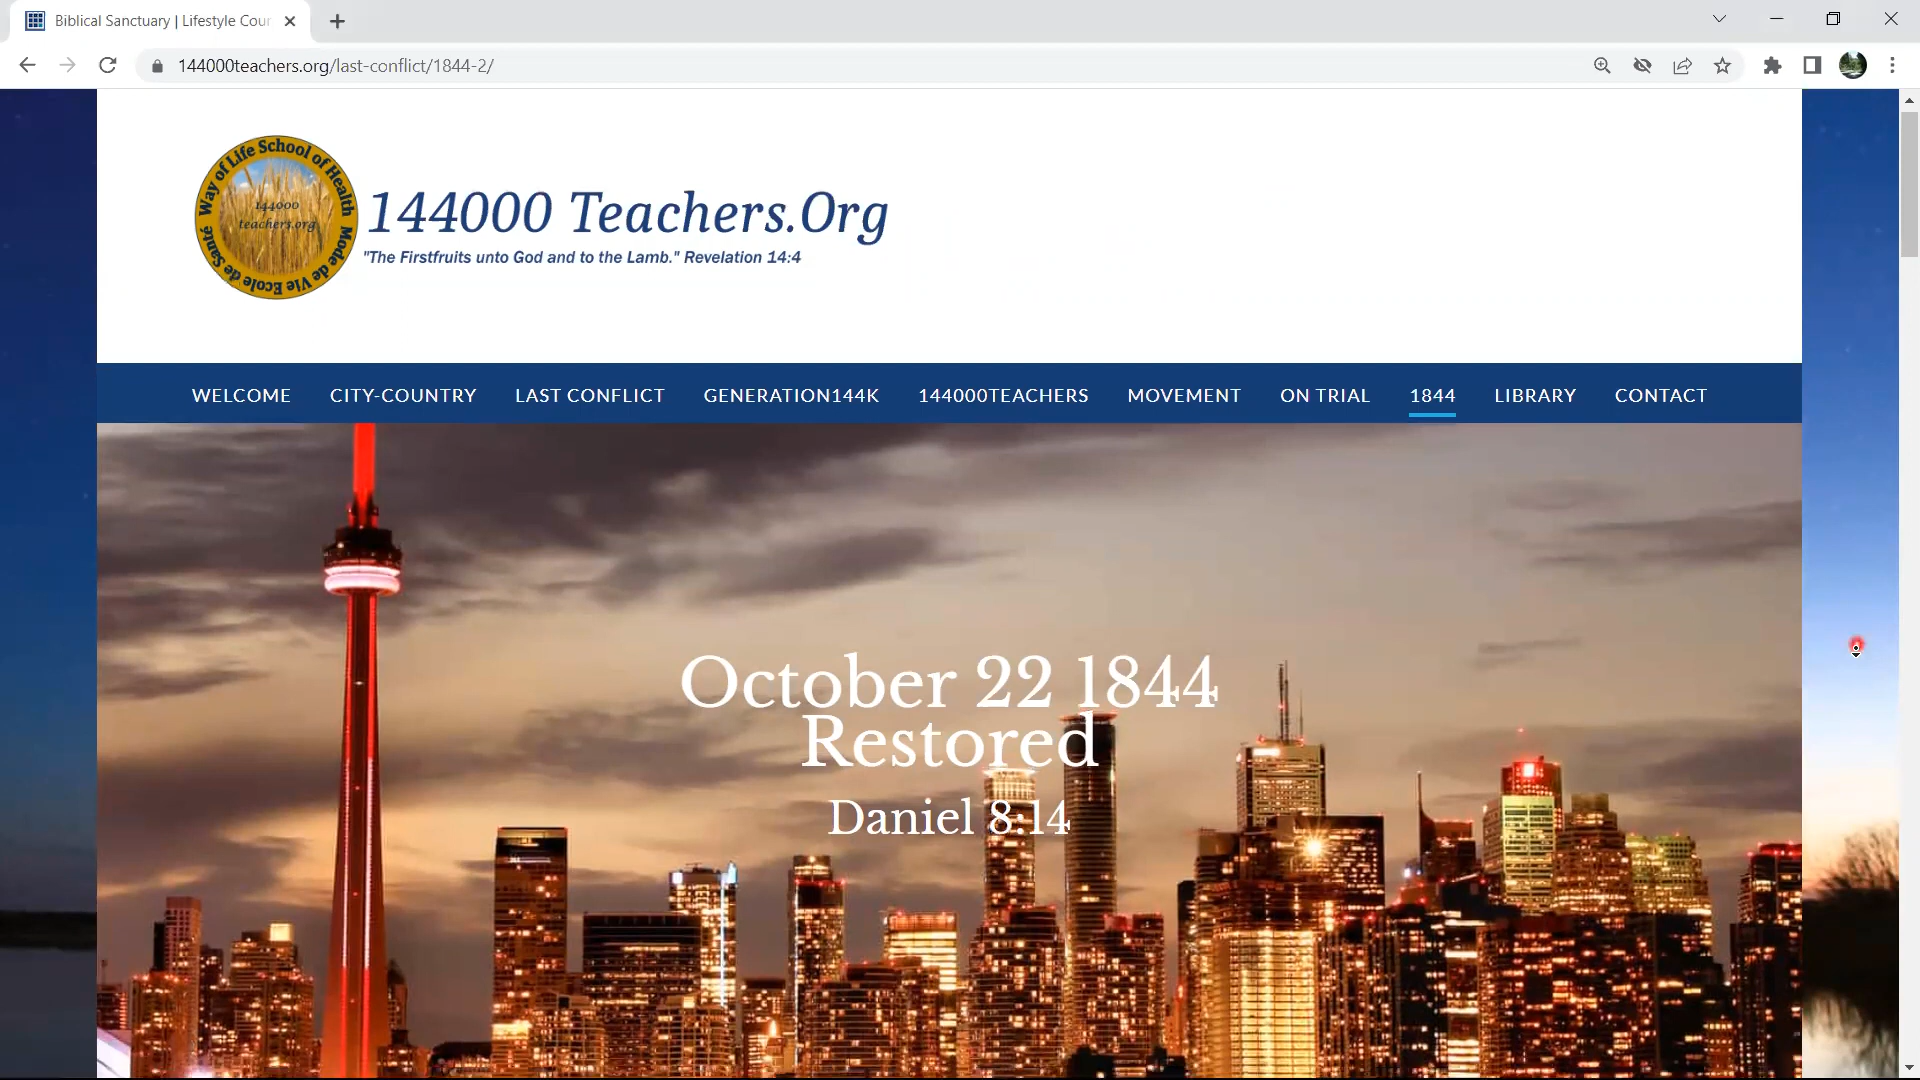 Biblical Sanctuary | Lifestyle Cour
144000teachers.org/last-conflict/1844-2/
Way of Life School of Health
Mode de Vie Ecole de Santé
144000
teachers.org
144000 Teachers.Org
"The Firstfruits unto God and to the Lamb." Revelation 14:4
WELCOME CITY-COUNTRY LAST CONFLICT GENERATION144K 144000TEACHERS MOVEMENT ON TRIAL 1844 LIBRARY CONTACT
October 22 1844
Restored
Daniel 8:14